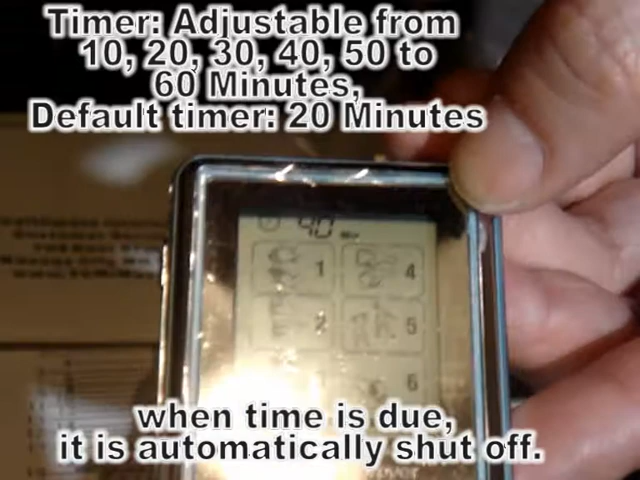 Timer: Adjustable from
10, 20, 30, 40, 50 to
60 Minutes,
Default timer: 20 Minutes
40
1
4
2
5
6
when time is due,
it is automatically shut off.